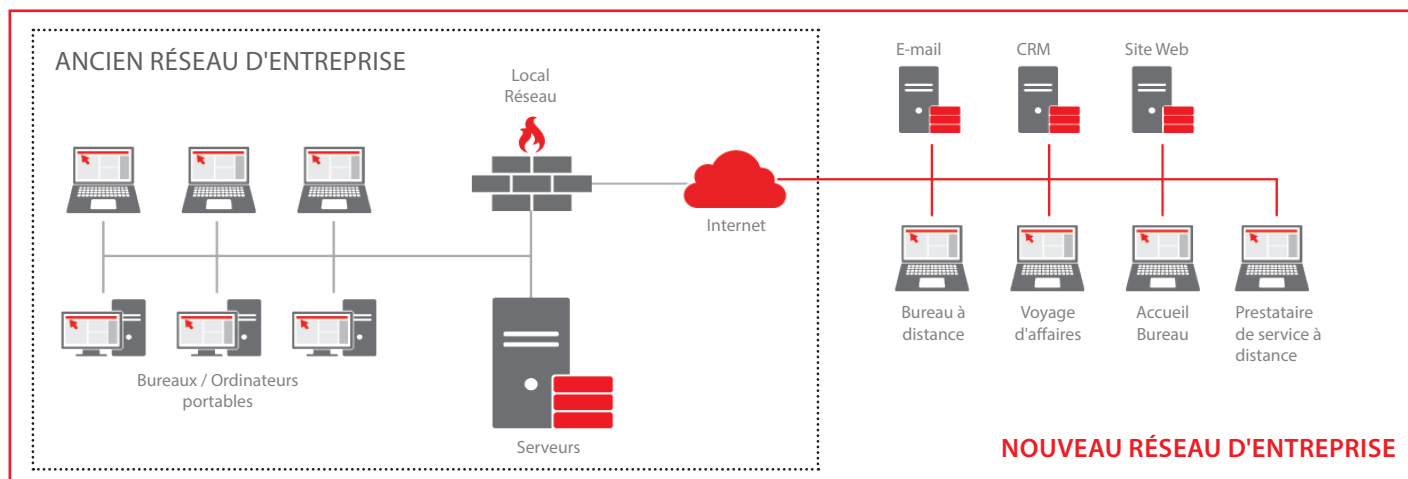 ANCIEN RÉSEAU D'ENTREPRISE
Local
Réseau
Internet
Bureaux / Ordinateurs
portables
Serveurs
E-mail
CRM
Site Web
Bureau à
distance
Voyage
d'affaires
Accueil
Bureau
Prestataire
de service à
distance
NOUVEAU RÉSEAU D'ENTREPRISE